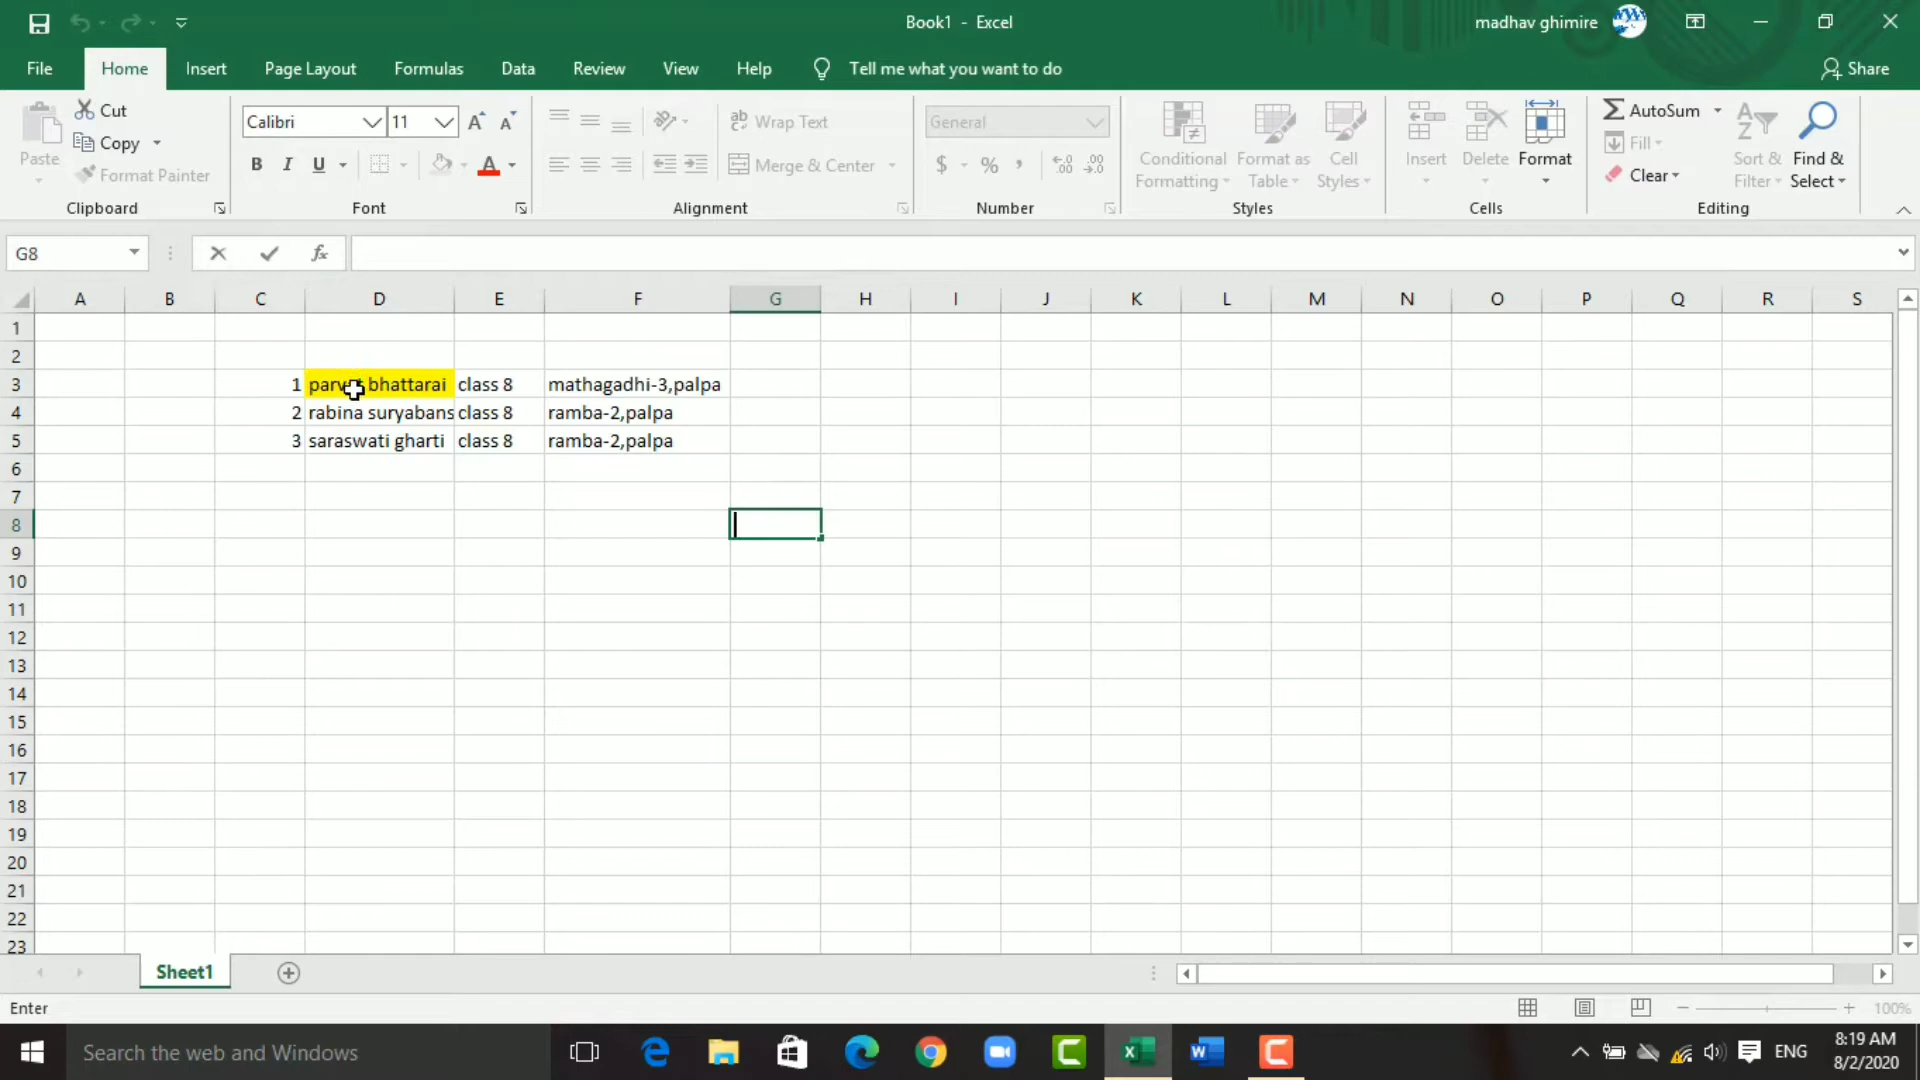 Book1 - Excel
madhav ghimire
File Home Insert Page Layout Formulas Data Review View Help Tell me what you want to do Share
Paste
Cut
Copy
Format Painter
Clipboard
Calibri 11
B I U A
Font
ab Wrap Text
Merge & Center
Alignment
General
$ % ,
Number
Conditional Formatting
Format as Table
Cell Styles
Styles
Insert Delete Format
Cells
AutoSum
Fill
Clear
Sort & Filter
Find & Select
Editing
G8 fx
A B C D E F G H I J K L M N O P Q R S
1
2
3 1 bhattarai class 8 mathagadhi-3,palpa
4 2 rabina suryabans class 8 ramba-2,palpa
5 3 saraswati gharti class 8 ramba-2,palpa
6
7
8
9
10
11
12
13
14
15
16
17
18
19
20
21
22
23
Sheet1
Enter
100%
Search the web and Windows
ENG
8:19 AM
8/2/2020